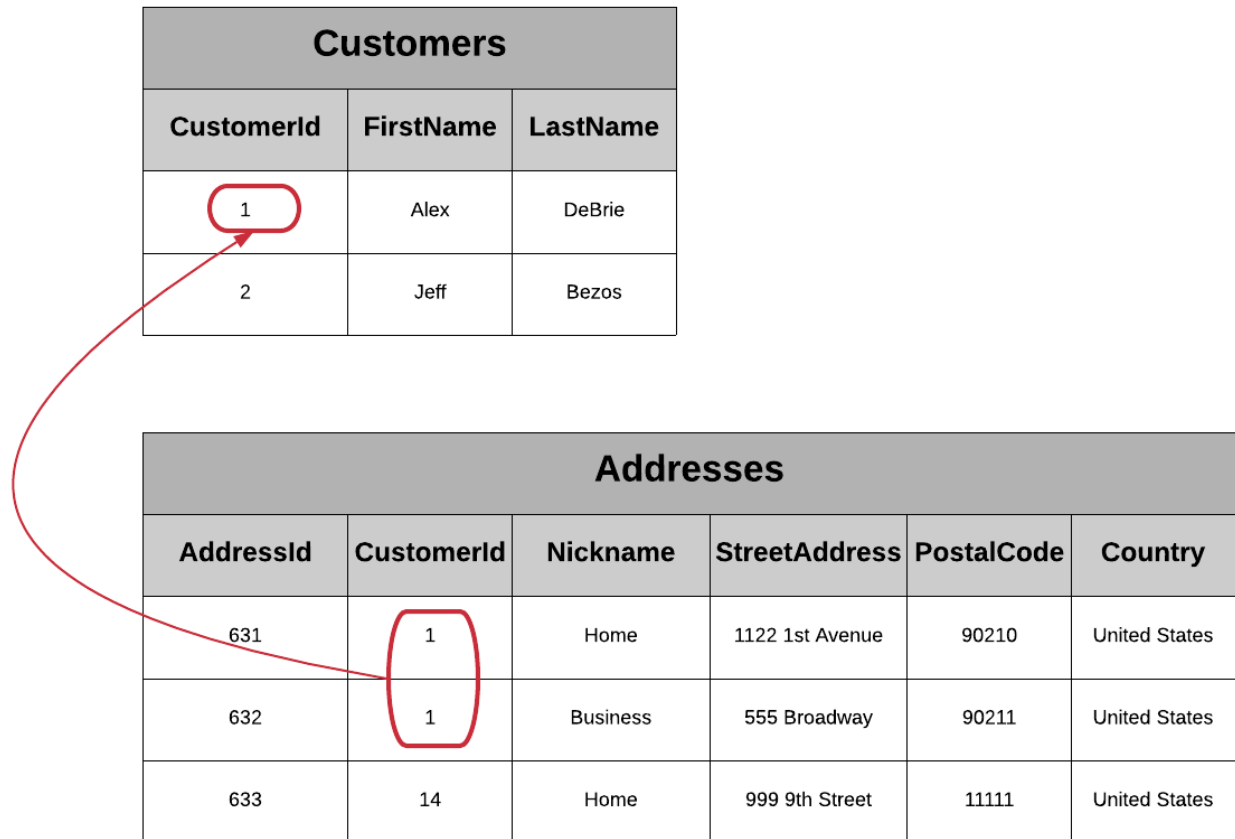 Customers
CustomerId FirstName LastName
1 Alex DeBrie
2 Jeff Bezos
Addresses
AddressId CustomerId Nickname StreetAddress PostalCode Country
631 1 Home 1122 1st Avenue 90210 United States
632 1 Business 555 Broadway 90211 United States
633 14 Home 999 9th Street 11111 United States